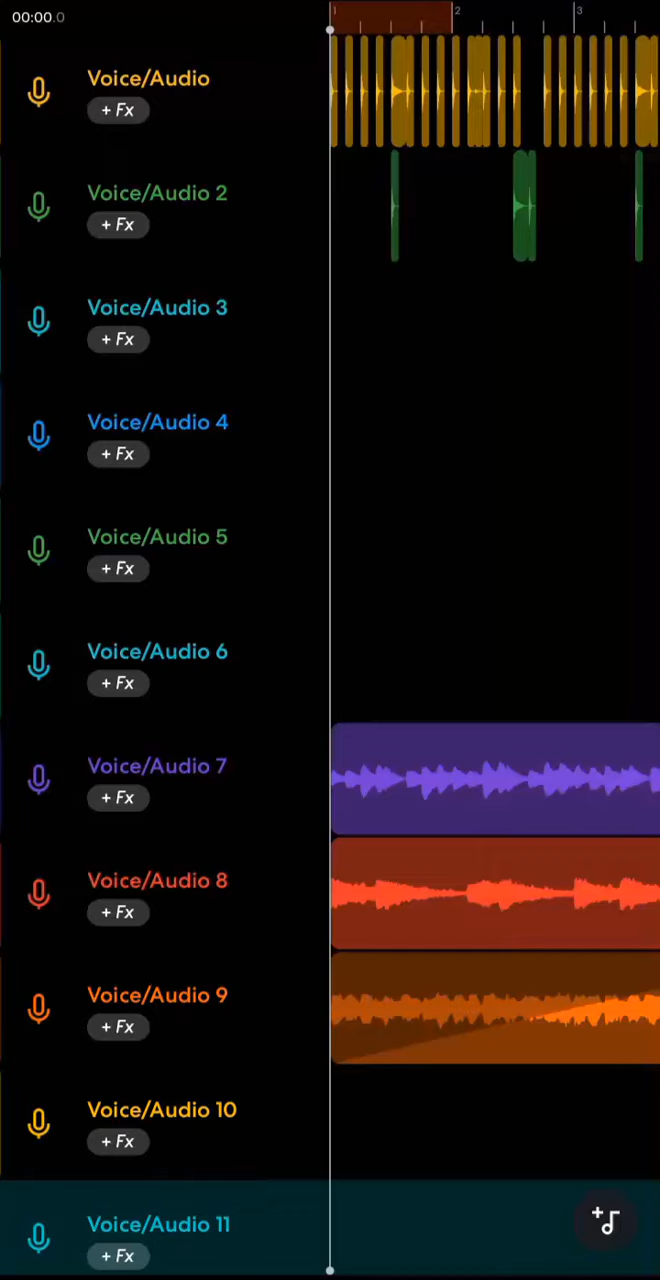 00:00.0
1
2
3
Voice/Audio
+ Fx
Voice/Audio 2
+ Fx
Voice/Audio 3
+ Fx
Voice/Audio 4
+ Fx
Voice/Audio 5
+ Fx
Voice/Audio 6
+ Fx
Voice/Audio 7
+ Fx
Voice/Audio 8
+ Fx
Voice/Audio 9
+ Fx
Voice/Audio 10
+ Fx
Voice/Audio 11
+ Fx